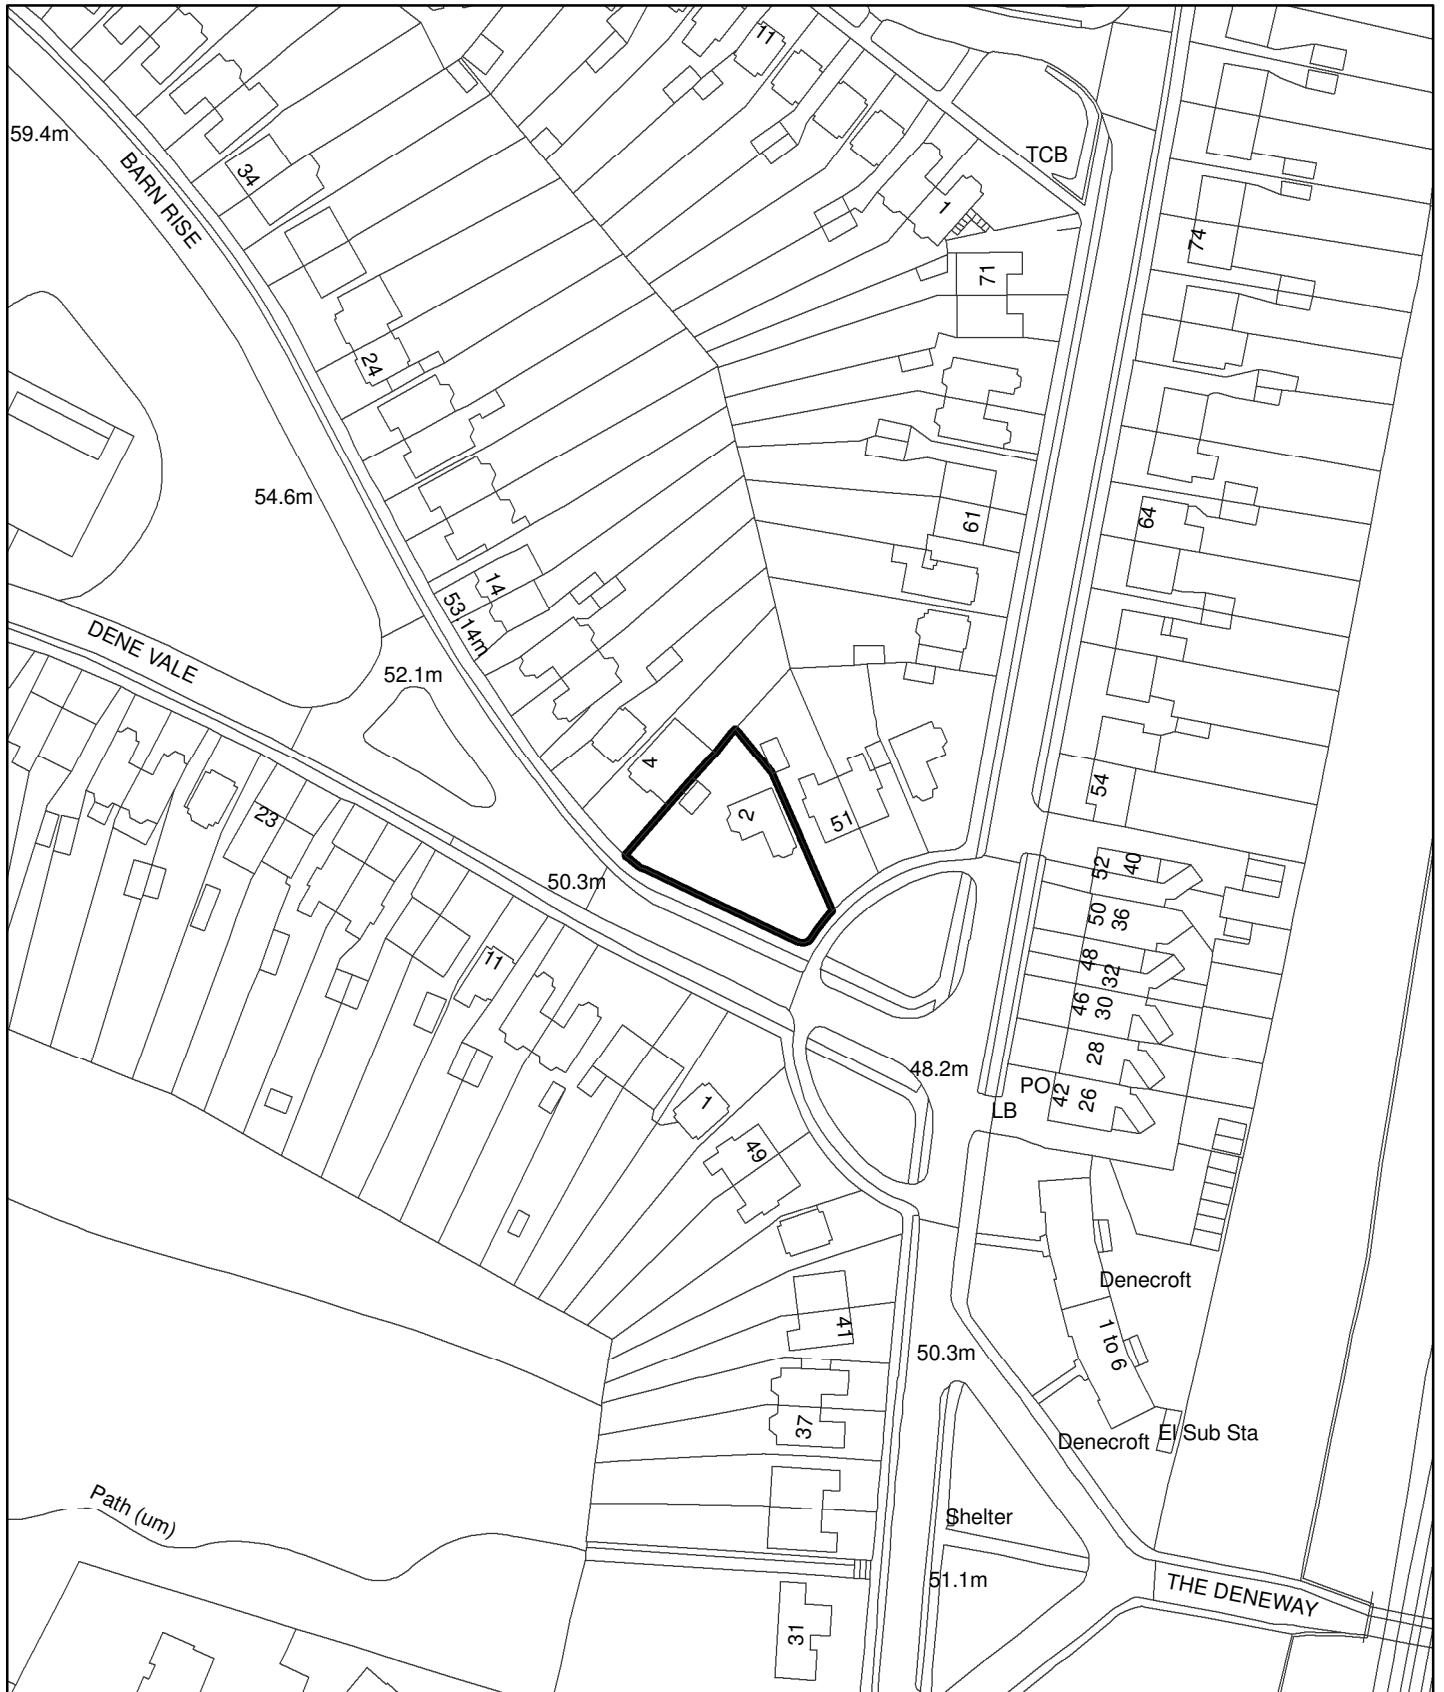 11
59.4m
BARN RISE
34
TCB
1
74
71
24
54.6m
61
64
14
53.14m
DENE VALE
52.1m
4
54
2
51
23
52
40
50.3m
50
36
11
48
32
46
30
28
48.2m
PO
42
26
LB
1
49
Denecroft
41
1 to 6
50.3m
37
Denecroft
El Sub Sta
Path (um)
Shelter
51.1m
THE DENEWAY
31